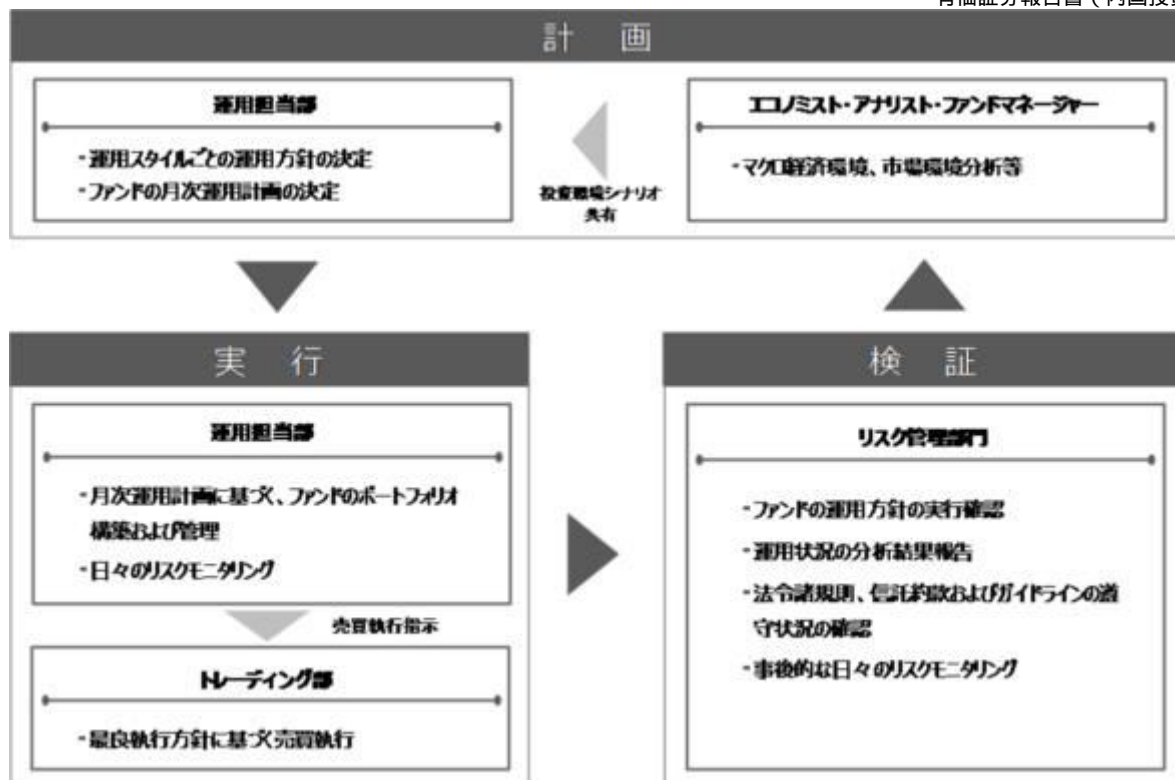 有価証券報告書（内国投資
計 画
運用担当部
・運用スタイルごとの運用方針の決定
・ファンドの月次運用計画の決定
投資環境シナリオ
共有
エコノミスト・アナリスト・ファンドマネージャー
・マクロ経済環境、市場環境分析等
実 行
運用担当部
・月次運用計画に基づく、ファンドのポートフォリオ
構築および管理
・日々のリスクモニタリング
売買執行指示
トレーディング部
・最良執行方針に基づく売買執行
検 証
リスク管理部門
・ファンドの運用方針の実行確認
・運用状況の分析結果報告
・法令諸規則、信託約款およびガイドラインの遵
守状況の確認
・事後的な日々のリスクモニタリング